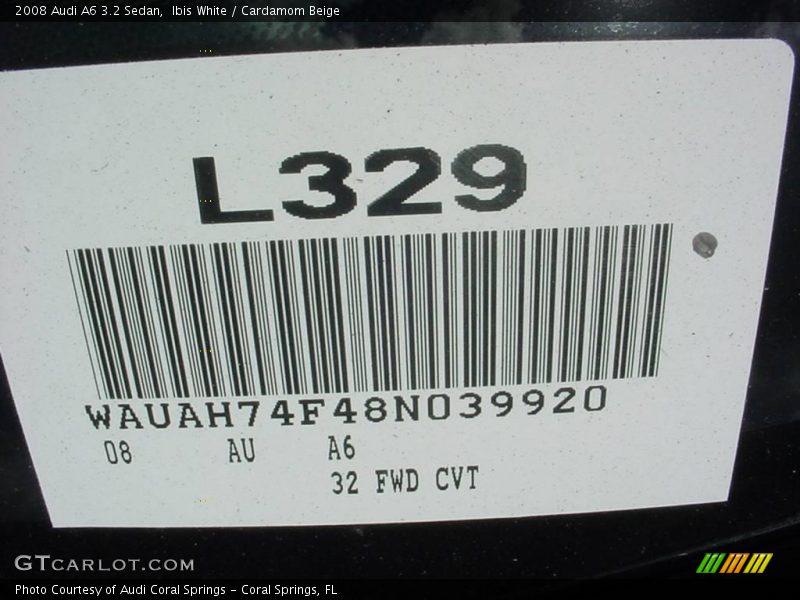 2008 Audi A6 3.2 Sedan,  Ibis White / Cardamom Beige
L329
WAUAH74F48N039920
08 AU A6
32 FWD CVT
GTCARLOT.COM
Photo Courtesy of Audi Coral Springs - Coral Springs, FL